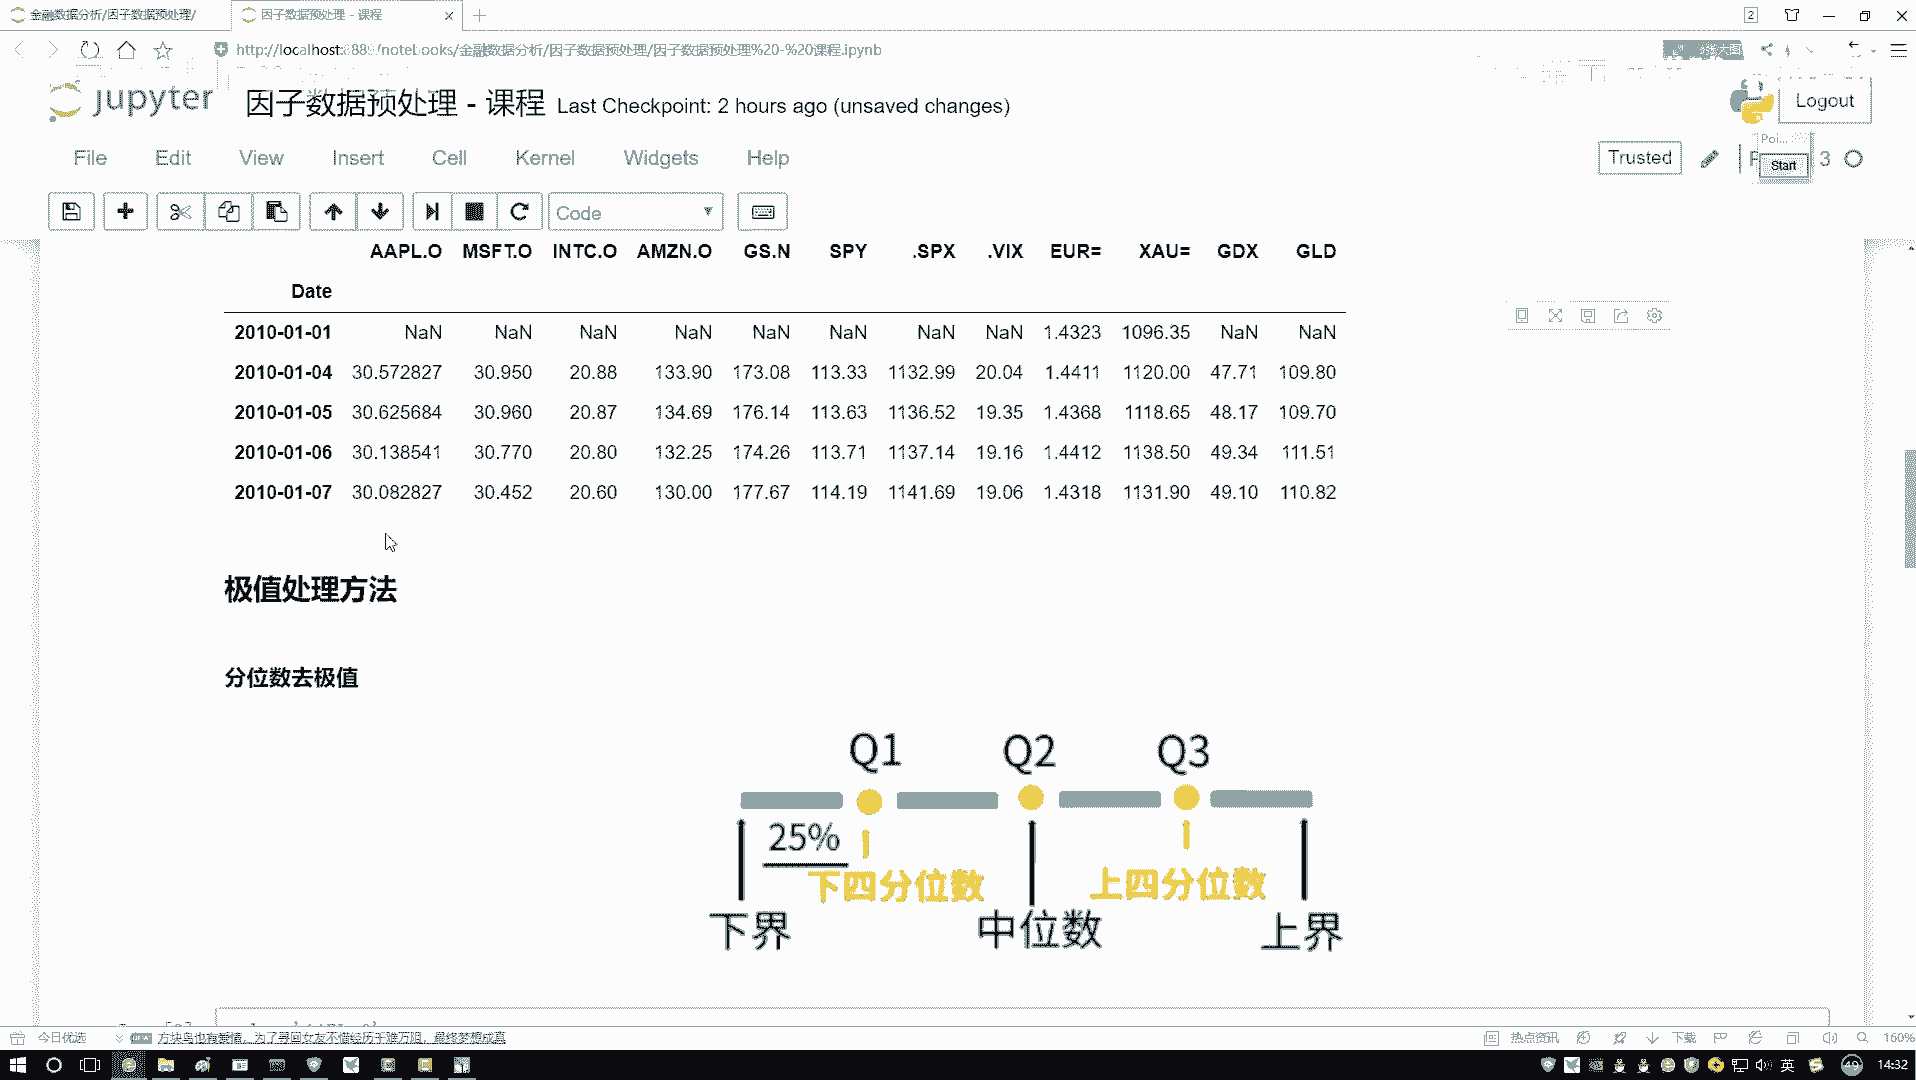 金融数据分析/因子数据预处理/
因子数据预处理 - 课程
2
http://localhost:8889/notebooks/金融数据分析/因子数据预处理/因子数据预处理%20-%20课程.ipynb
jupyter
因子数据预处理 - 课程 Last Checkpoint: 2 hours ago (unsaved changes)
Logout
File Edit View Insert Cell Kernel Widgets Help
Trusted
Poi...
Start
3
Code
AAPL.O MSFT.O INTC.O AMZN.O GS.N SPY .SPX .VIX EUR= XAU= GDX GLD
Date
2010-01-01 NaN NaN NaN NaN NaN NaN NaN NaN 1.4323 1096.35 NaN NaN
2010-01-04 30.572827 30.950 20.88 133.90 173.08 113.33 1132.99 20.04 1.4411 1120.00 47.71 109.80
2010-01-05 30.625684 30.960 20.87 134.69 176.14 113.63 1136.52 19.35 1.4368 1118.65 48.17 109.70
2010-01-06 30.138541 30.770 20.80 132.25 174.26 113.71 1137.14 19.16 1.4412 1138.50 49.34 111.51
2010-01-07 30.082827 30.452 20.60 130.00 177.67 114.19 1141.69 19.06 1.4318 1131.90 49.10 110.82
极值处理方法
分位数去极值
Q1 Q2 Q3
25%
下四分位数 上四分位数
下界 中位数 上界
今日优选
方块鸟也有爱情，为了寻回女友不惜经历千难万阻，最终梦想成真
热点资讯
下载
160%
英
49
14:32